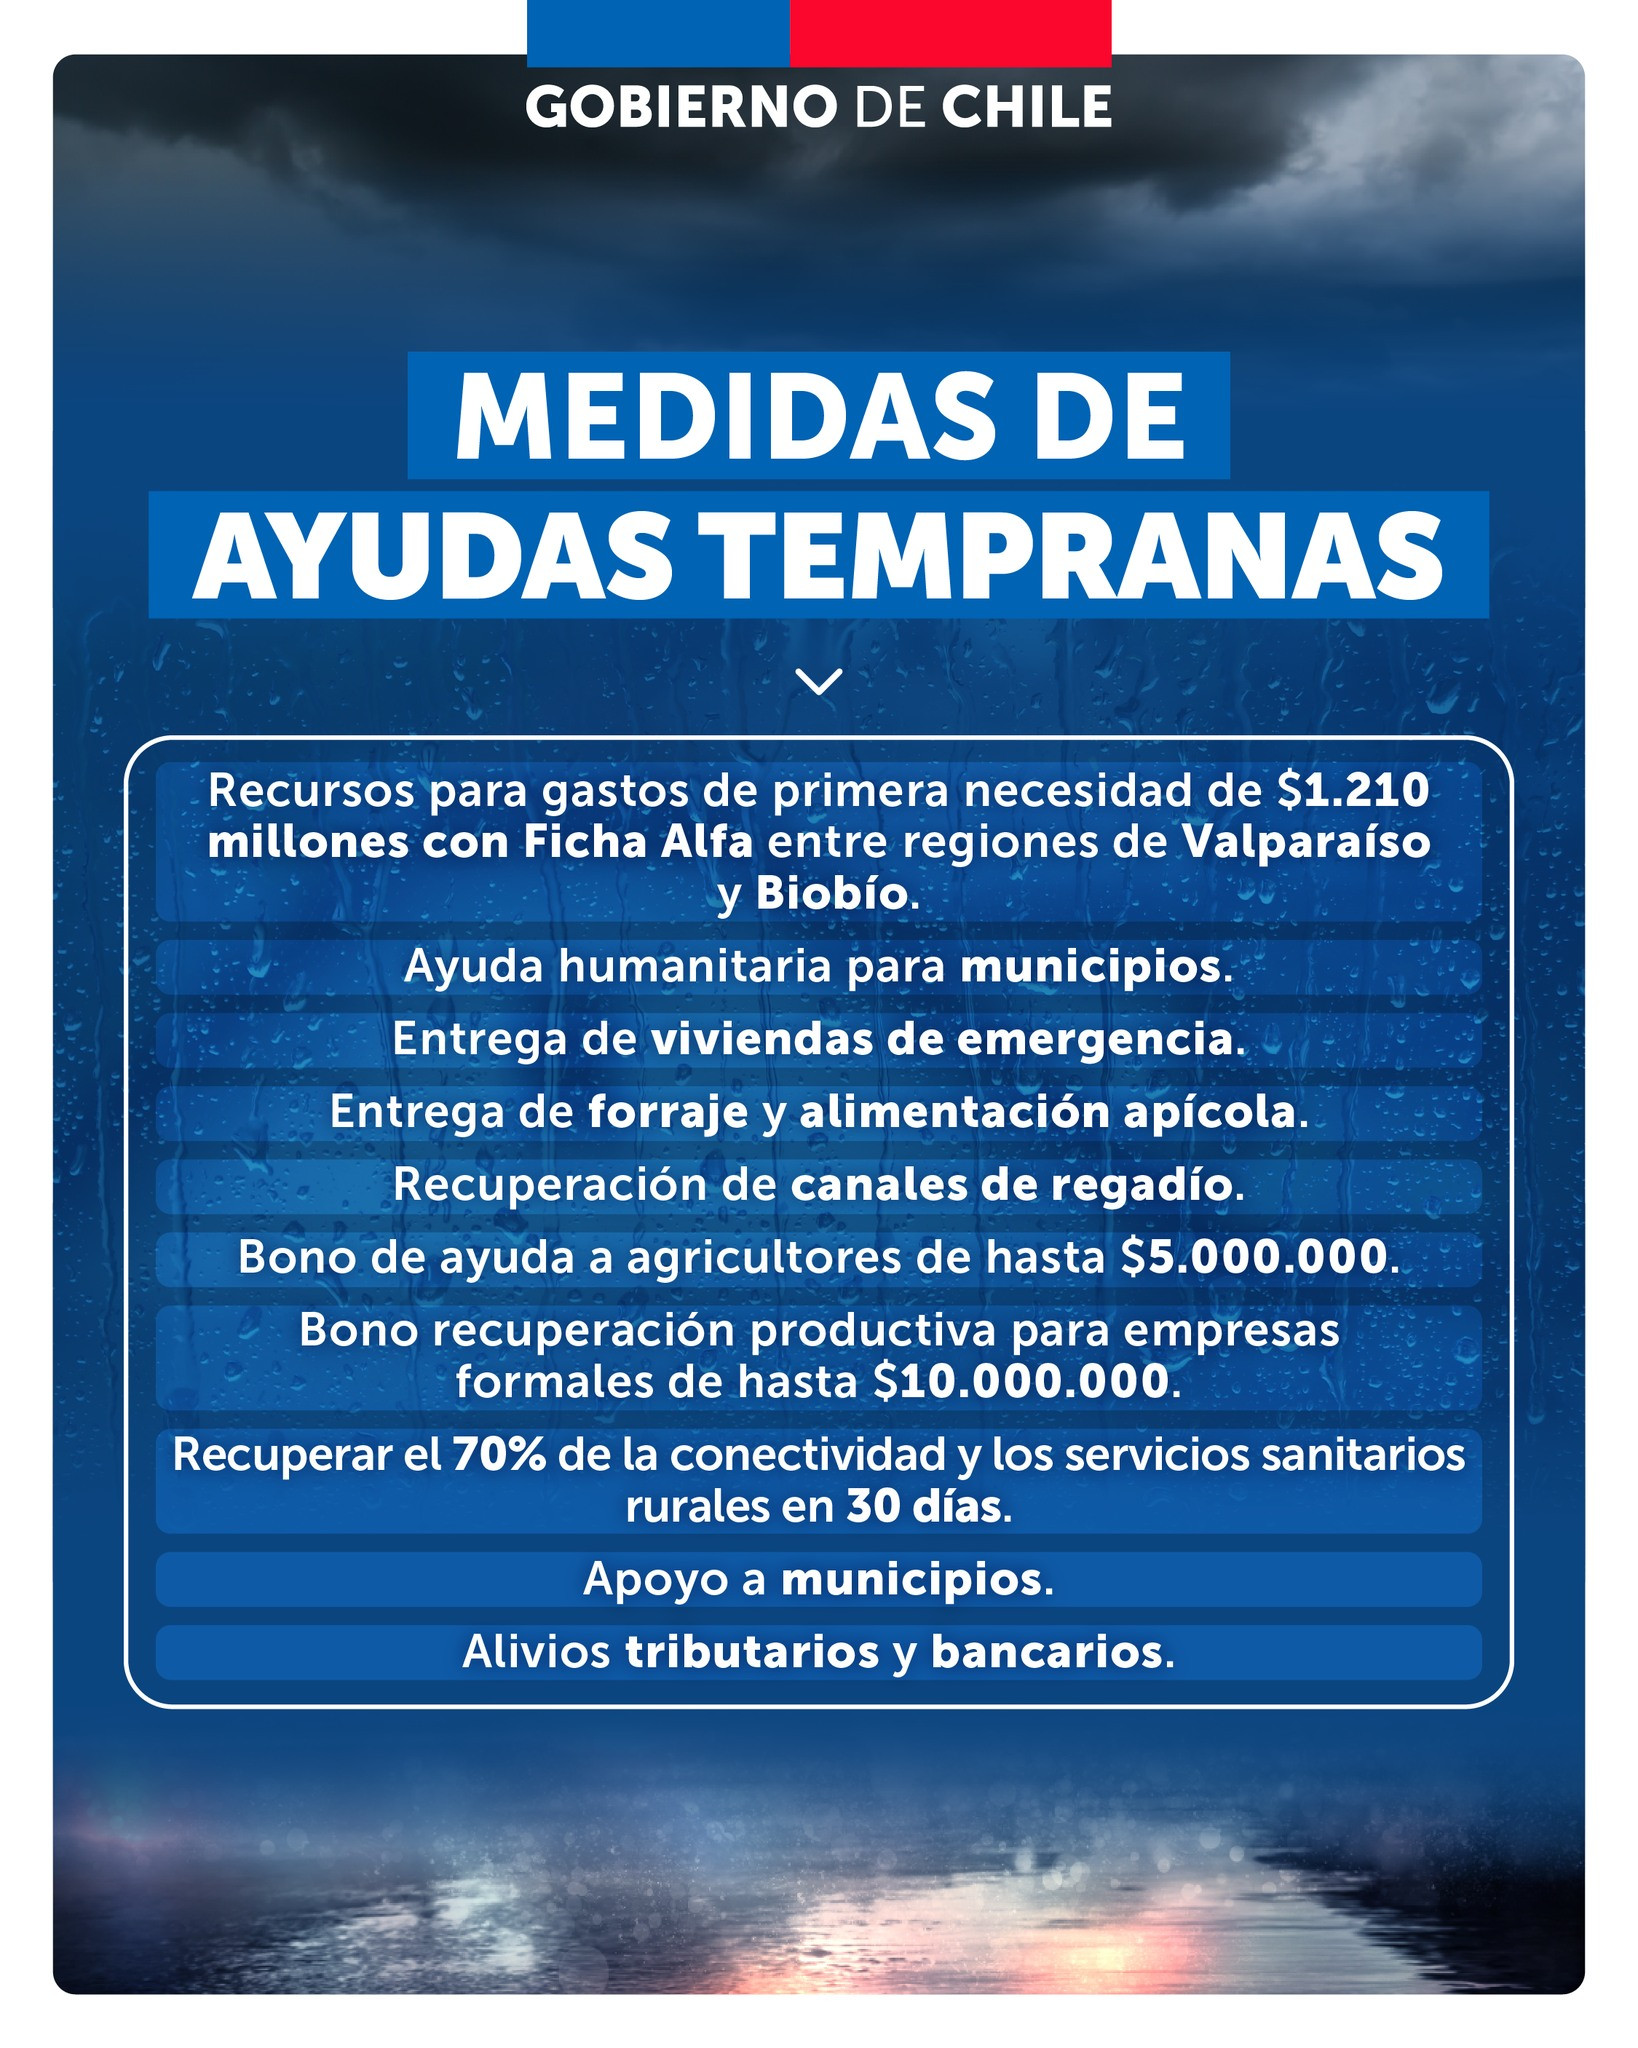 GOBIERNO DE CHILE
MEDIDAS DE
AYUDAS TEMPRANAS
Recursos para gastos de primera necesidad de $1.210
millones con Ficha Alfa entre regiones de Valparaíso
y Biobío.
Ayuda humanitaria para municipios.
Entrega de viviendas de emergencia.
Entrega de forraje y alimentación apícola.
Recuperación de canales de regadío.
Bono de ayuda a agricultores de hasta $5.000.000.
Bono recuperación productiva para empresas
formales de hasta $10.000.000.
Recuperar el 70% de la conectividad y los servicios sanitarios
rurales en 30 días.
Apoyo a municipios.
Alivios tributarios y bancarios.